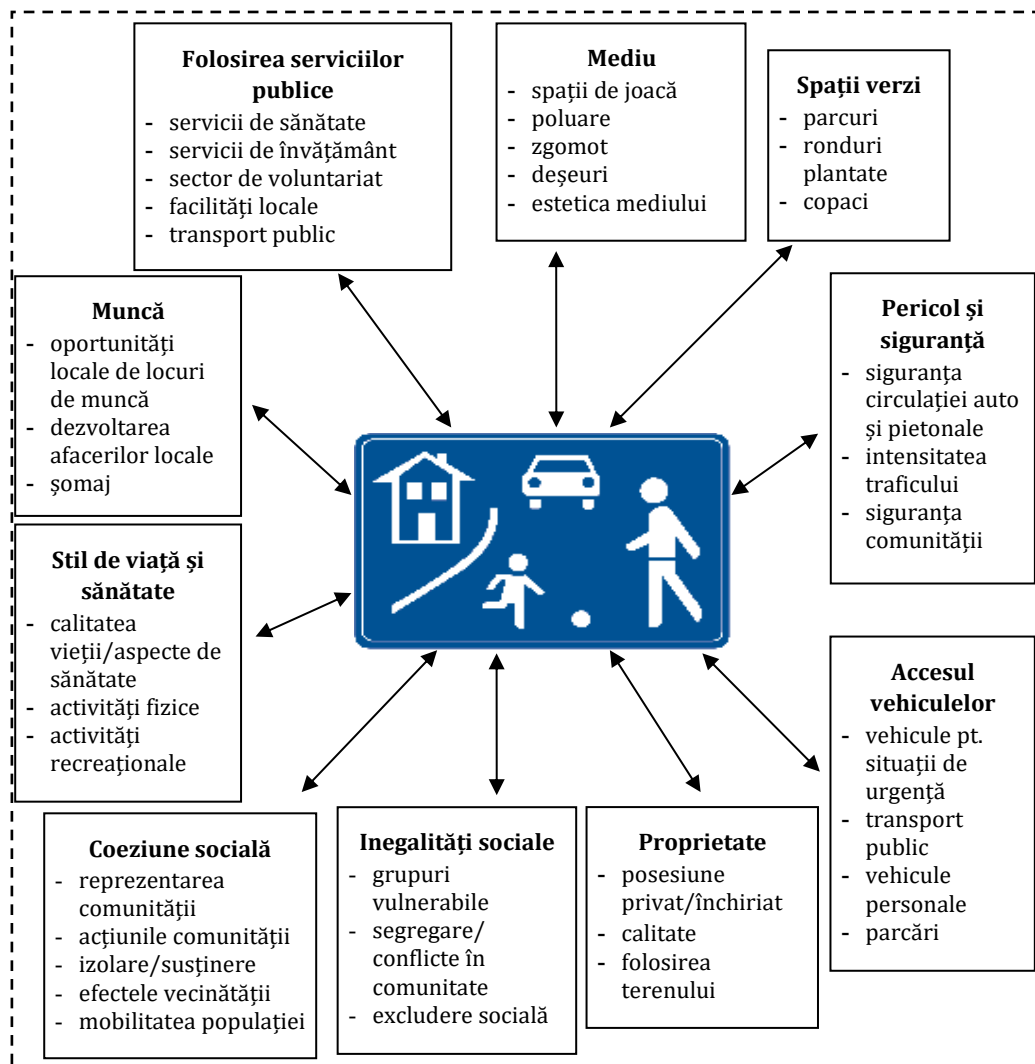 Folosirea serviciilor
publice
- servicii de sănătate
- servicii de învățământ
- sector de voluntariat
- facilități locale
- transport public
Mediu
- spații de joacă
- poluare
- zgomot
- deșeuri
- estetica mediului
Spații verzi
- parcuri
- ronduri
plantate
- copaci
Muncă
- oportunități
locale de locuri
de muncă
- dezvoltarea
afacerilor locale
- șomaj
Pericol și
siguranță
- siguranța
circulației auto
și pietonale
- intensitatea
traficului
- siguranța
comunității
Stil de viață și
sănătate
- calitatea
vieții/aspecte de
sănătate
- activități fizice
- activități
recreaționale
Accesul
vehiculelor
- vehicule pt.
situații de
urgență
- transport
public
- vehicule
personale
- parcări
Coeziune socială
- reprezentarea
comunității
- acțiunile comunității
- izolare/susținere
- efectele vecinătății
- mobilitatea populației
Inegalități sociale
- grupuri
vulnerabile
- segregare/
conflicte în
comunitate
- excludere socială
Proprietate
- posesiune
privat/închiriat
- calitate
- folosirea
terenului